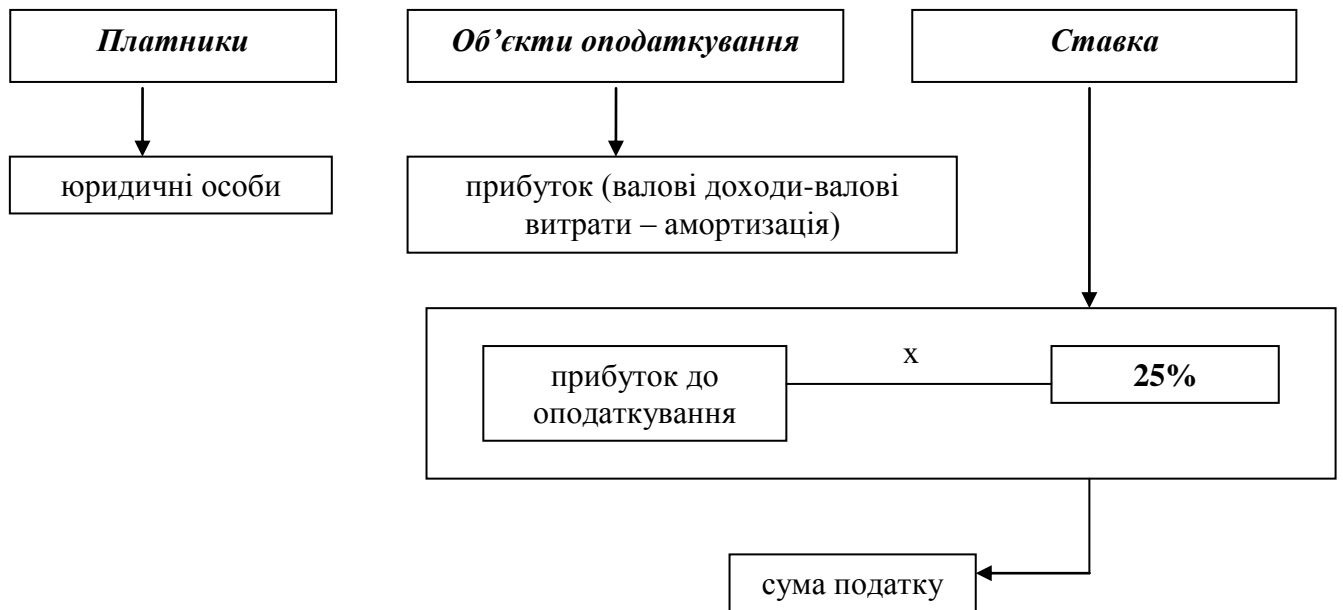 Платники
Об’єкти оподаткування
Ставка
юридичні особи
прибуток (валові доходи-валові
витрати – амортизація)
прибуток до
оподаткування
х
25%
сума податку